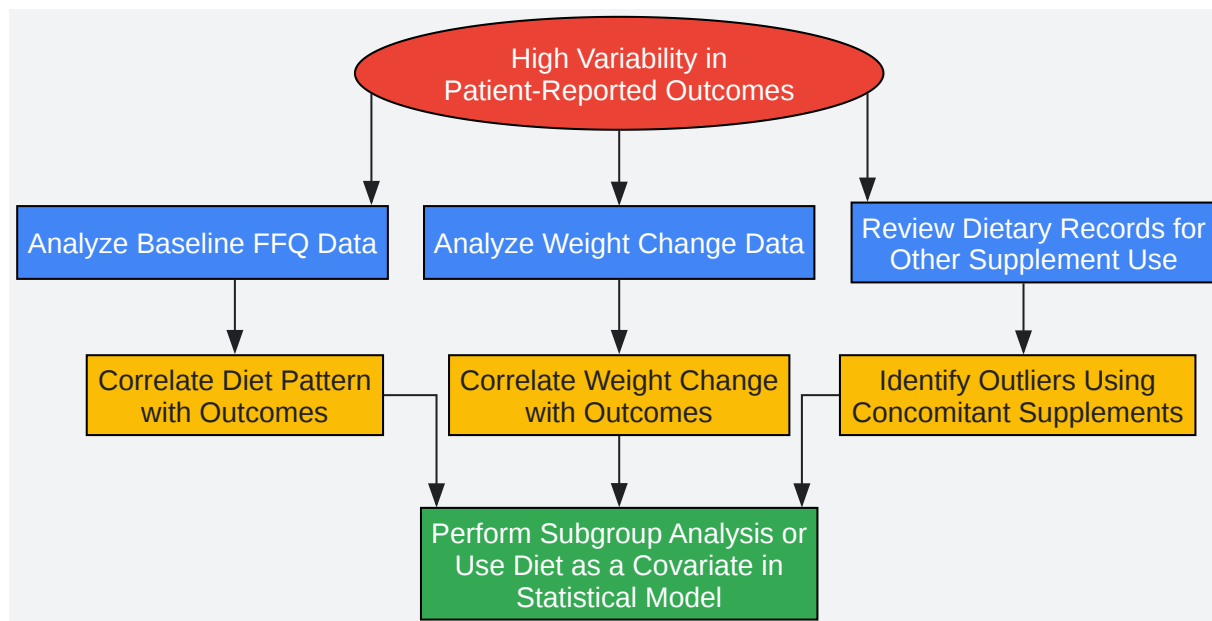 High Variability in
Patient-Reported Outcomes
Analyze Baseline FFQ Data
Analyze Weight Change Data
Review Dietary Records for
Other Supplement Use
Correlate Diet Pattern
with Outcomes
Correlate Weight Change
with Outcomes
Identify Outliers Using
Concomitant Supplements
Perform Subgroup Analysis or
Use Diet as a Covariate in
Statistical Model